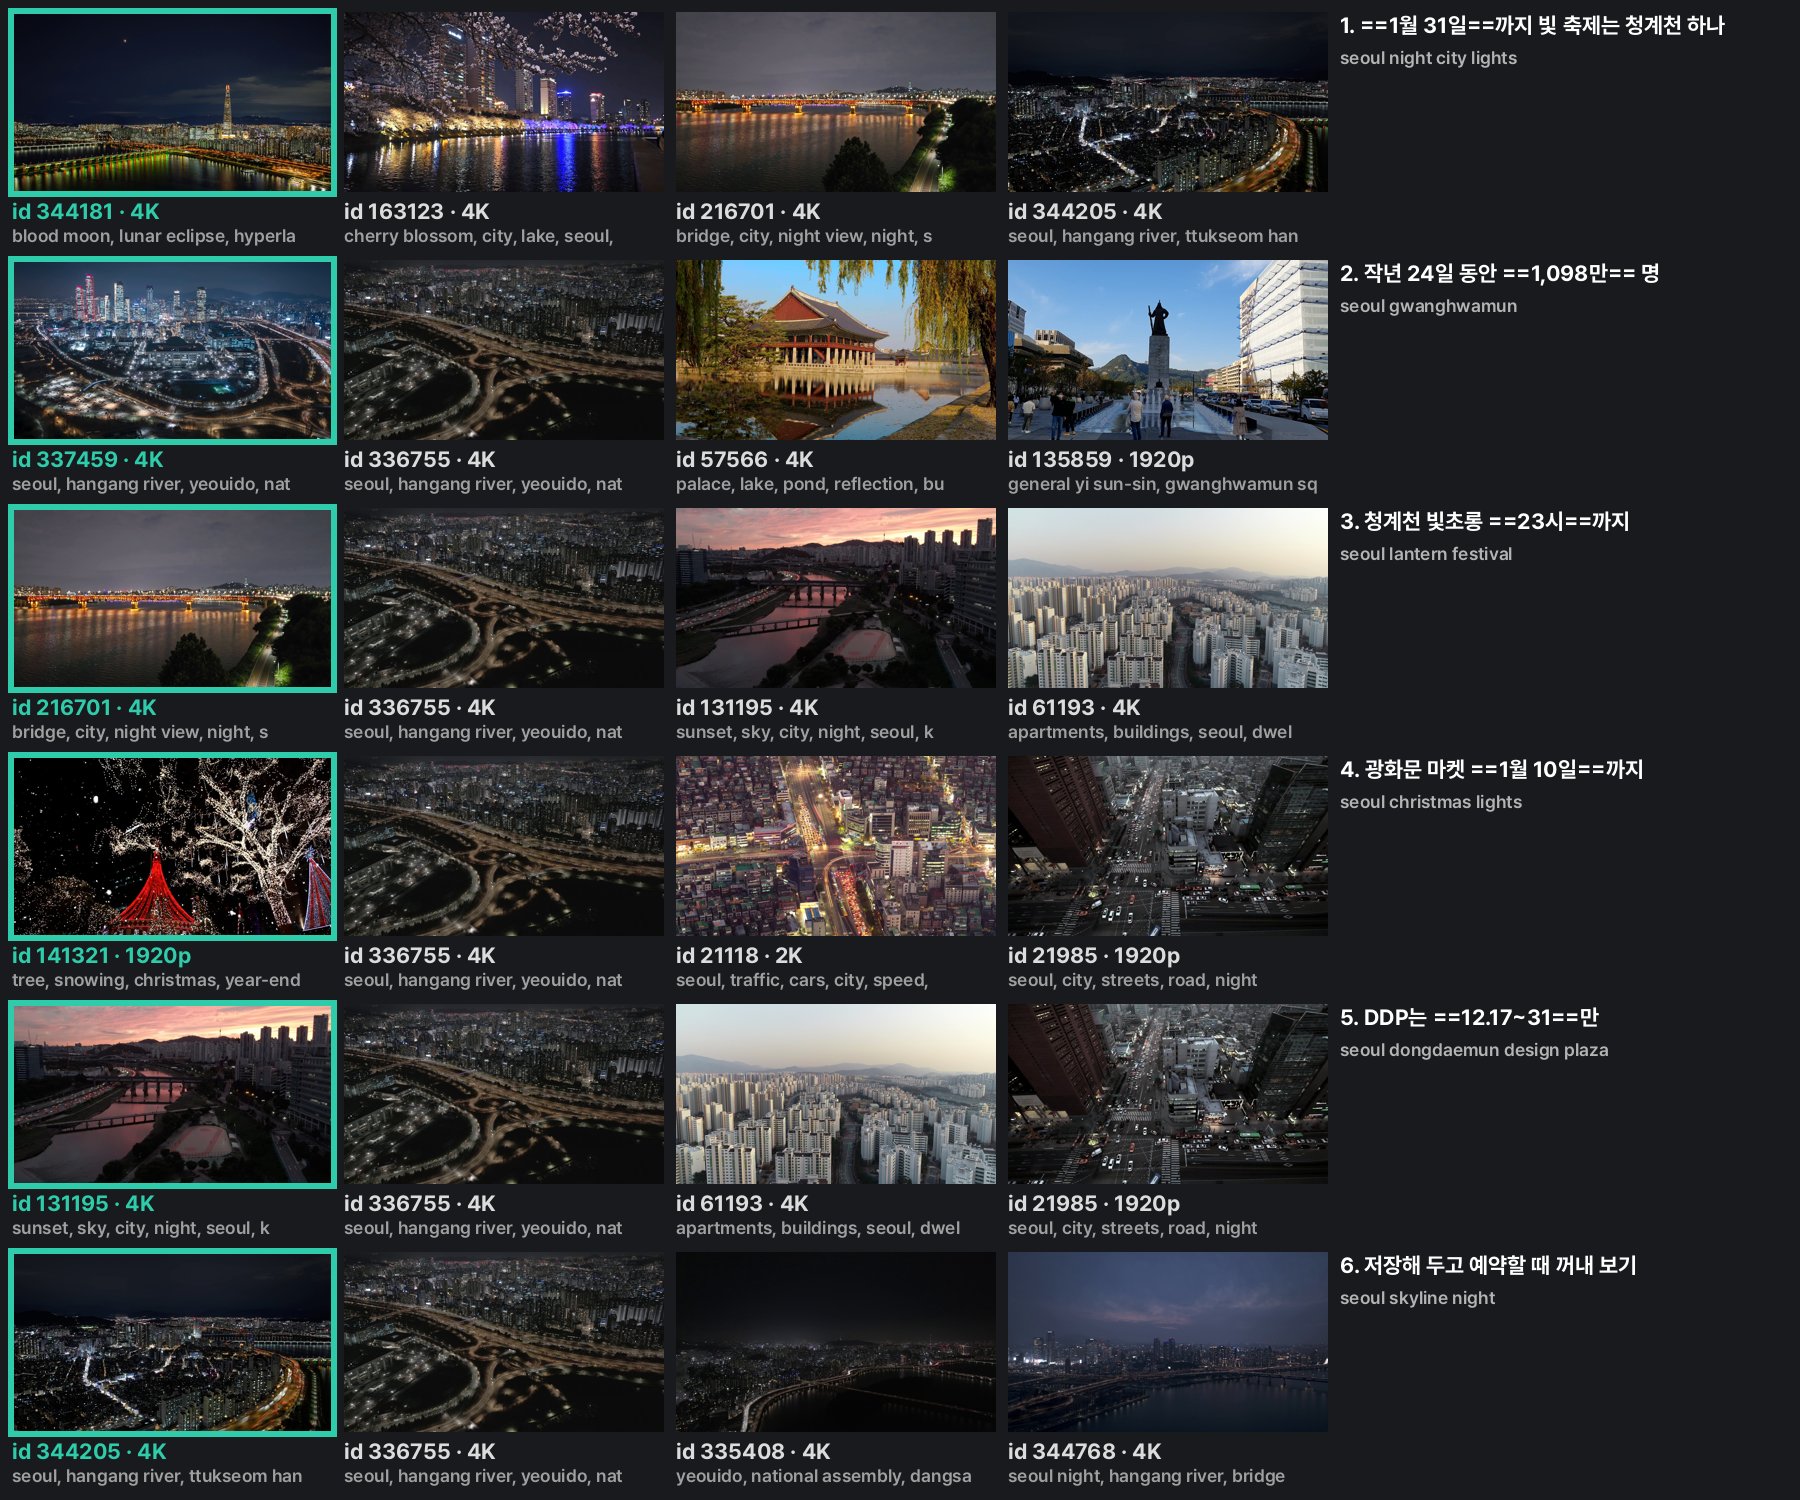 1. ==1월 31일==까지 빛 축제는 청계천 하나
seoul night city lights
id 344181 · 4K
blood moon, lunar eclipse, hyperla
id 163123 · 4K
cherry blossom, city, lake, seoul,
id 216701 · 4K
bridge, city, night view, night, s
id 344205 · 4K
seoul, hangang river, ttukseom han
2. 작년 24일 동안 ==1,098만== 명
seoul gwanghwamun
id 337459 · 4K
seoul, hangang river, yeouido, nat
id 336755 · 4K
seoul, hangang river, yeouido, nat
id 57566 · 4K
palace, lake, pond, reflection, bu
id 135859 · 1920p
general yi sun-sin, gwanghwamun sq
3. 청계천 빛초롱 ==23시==까지
seoul lantern festival
id 216701 · 4K
bridge, city, night view, night, s
id 336755 · 4K
seoul, hangang river, yeouido, nat
id 131195 · 4K
sunset, sky, city, night, seoul, k
id 61193 · 4K
apartments, buildings, seoul, dwel
4. 광화문 마켓 ==1월 10일==까지
seoul christmas lights
id 141321 · 1920p
tree, snowing, christmas, year-end
id 336755 · 4K
seoul, hangang river, yeouido, nat
id 21118 · 2K
seoul, traffic, cars, city, speed,
id 21985 · 1920p
seoul, city, streets, road, night
5. DDP는 ==12.17~31==만
seoul dongdaemun design plaza
id 131195 · 4K
sunset, sky, city, night, seoul, k
id 336755 · 4K
seoul, hangang river, yeouido, nat
id 61193 · 4K
apartments, buildings, seoul, dwel
id 21985 · 1920p
seoul, city, streets, road, night
6. 저장해 두고 예약할 때 꺼내 보기
seoul skyline night
id 344205 · 4K
seoul, hangang river, ttukseom han
id 336755 · 4K
seoul, hangang river, yeouido, nat
id 335408 · 4K
yeouido, national assembly, dangsa
id 344768 · 4K
seoul night, hangang river, bridge